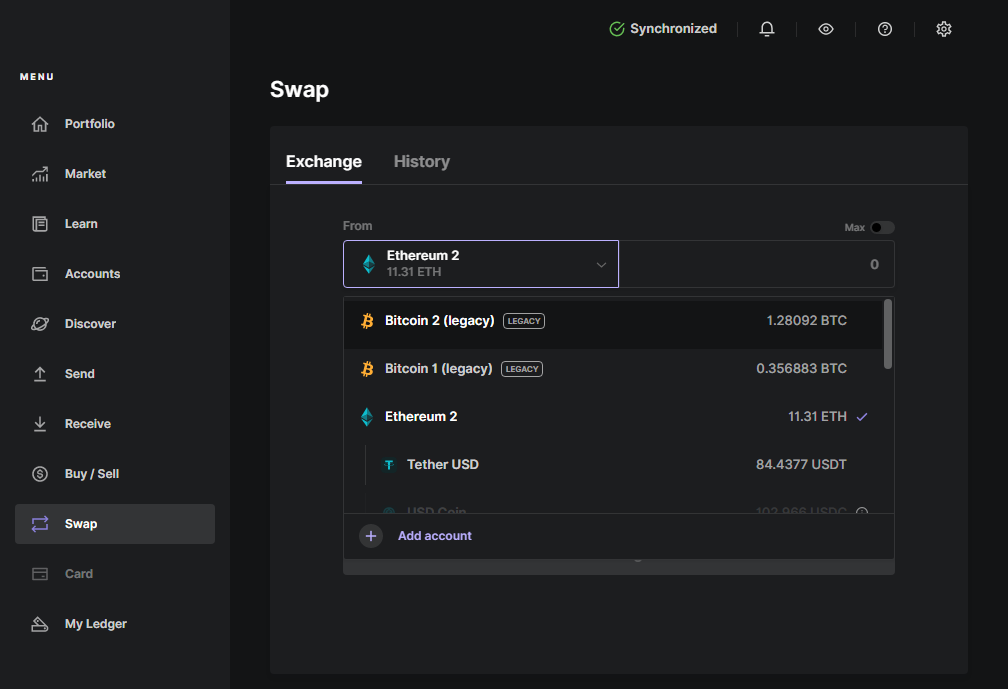 Synchronized
MENU
Portfolio
Market
Learn
Accounts
Discover
Send
Receive
Buy / Sell
Swap
Card
My Ledger
Swap
Exchange History
From Max
Ethereum 2
11.31 ETH
0
Bitcoin 2 (legacy) LEGACY 1.28092 BTC
Bitcoin 1 (legacy) LEGACY 0.356883 BTC
Ethereum 2 11.31 ETH
Tether USD 84.4377 USDT
USD Coin 102.966 USDC
Add account